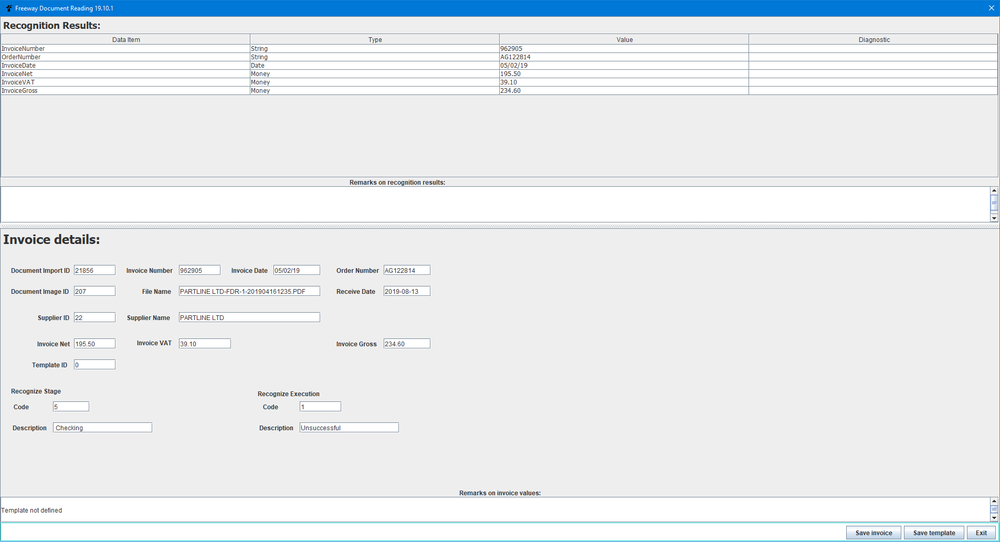 Freeway Document Reading 19.10.1
Recognition Results:
Data Item Type Value Diagnostic
InvoiceNumber String 962905
OrderNumber String AG122814
InvoiceDate Date 05/02/19
InvoiceNet Money 195.50
InvoiceVAT Money 39.10
InvoiceGross Money 234.60
Remarks on recognition results:
Invoice details:
Document Import ID 21856 Invoice Number 962905 Invoice Date 05/02/19 Order Number AG122814
Document Image ID 207 File Name PARTLINE LTD-FDR-1-201904161235.PDF Receive Date 2019-08-13
Supplier ID 22 Supplier Name PARTLINE LTD
Invoice Net 195.50 Invoice VAT 39.10 Invoice Gross 234.60
Template ID 0
Recognize Stage Recognize Execution
Code 5 Code 1
Description Checking Description Unsuccessful
Remarks on invoice values:
Template not defined
Save invoice Save template Exit